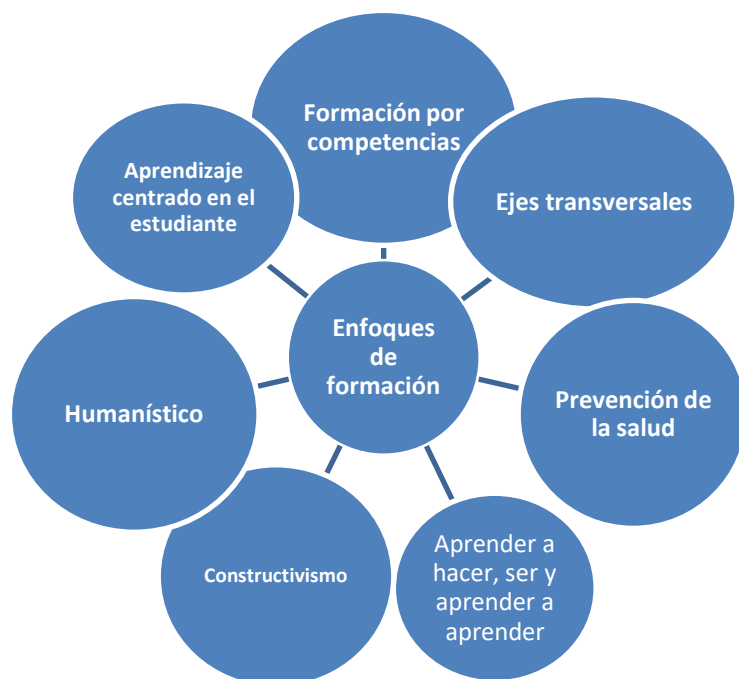 Formación por
competencias
Ejes transversales
Prevención de
la salud
Aprender a
hacer, ser y
aprender a
aprender
Constructivismo
Humanístico
Aprendizaje
centrado en el
estudiante
Enfoques
de
formación